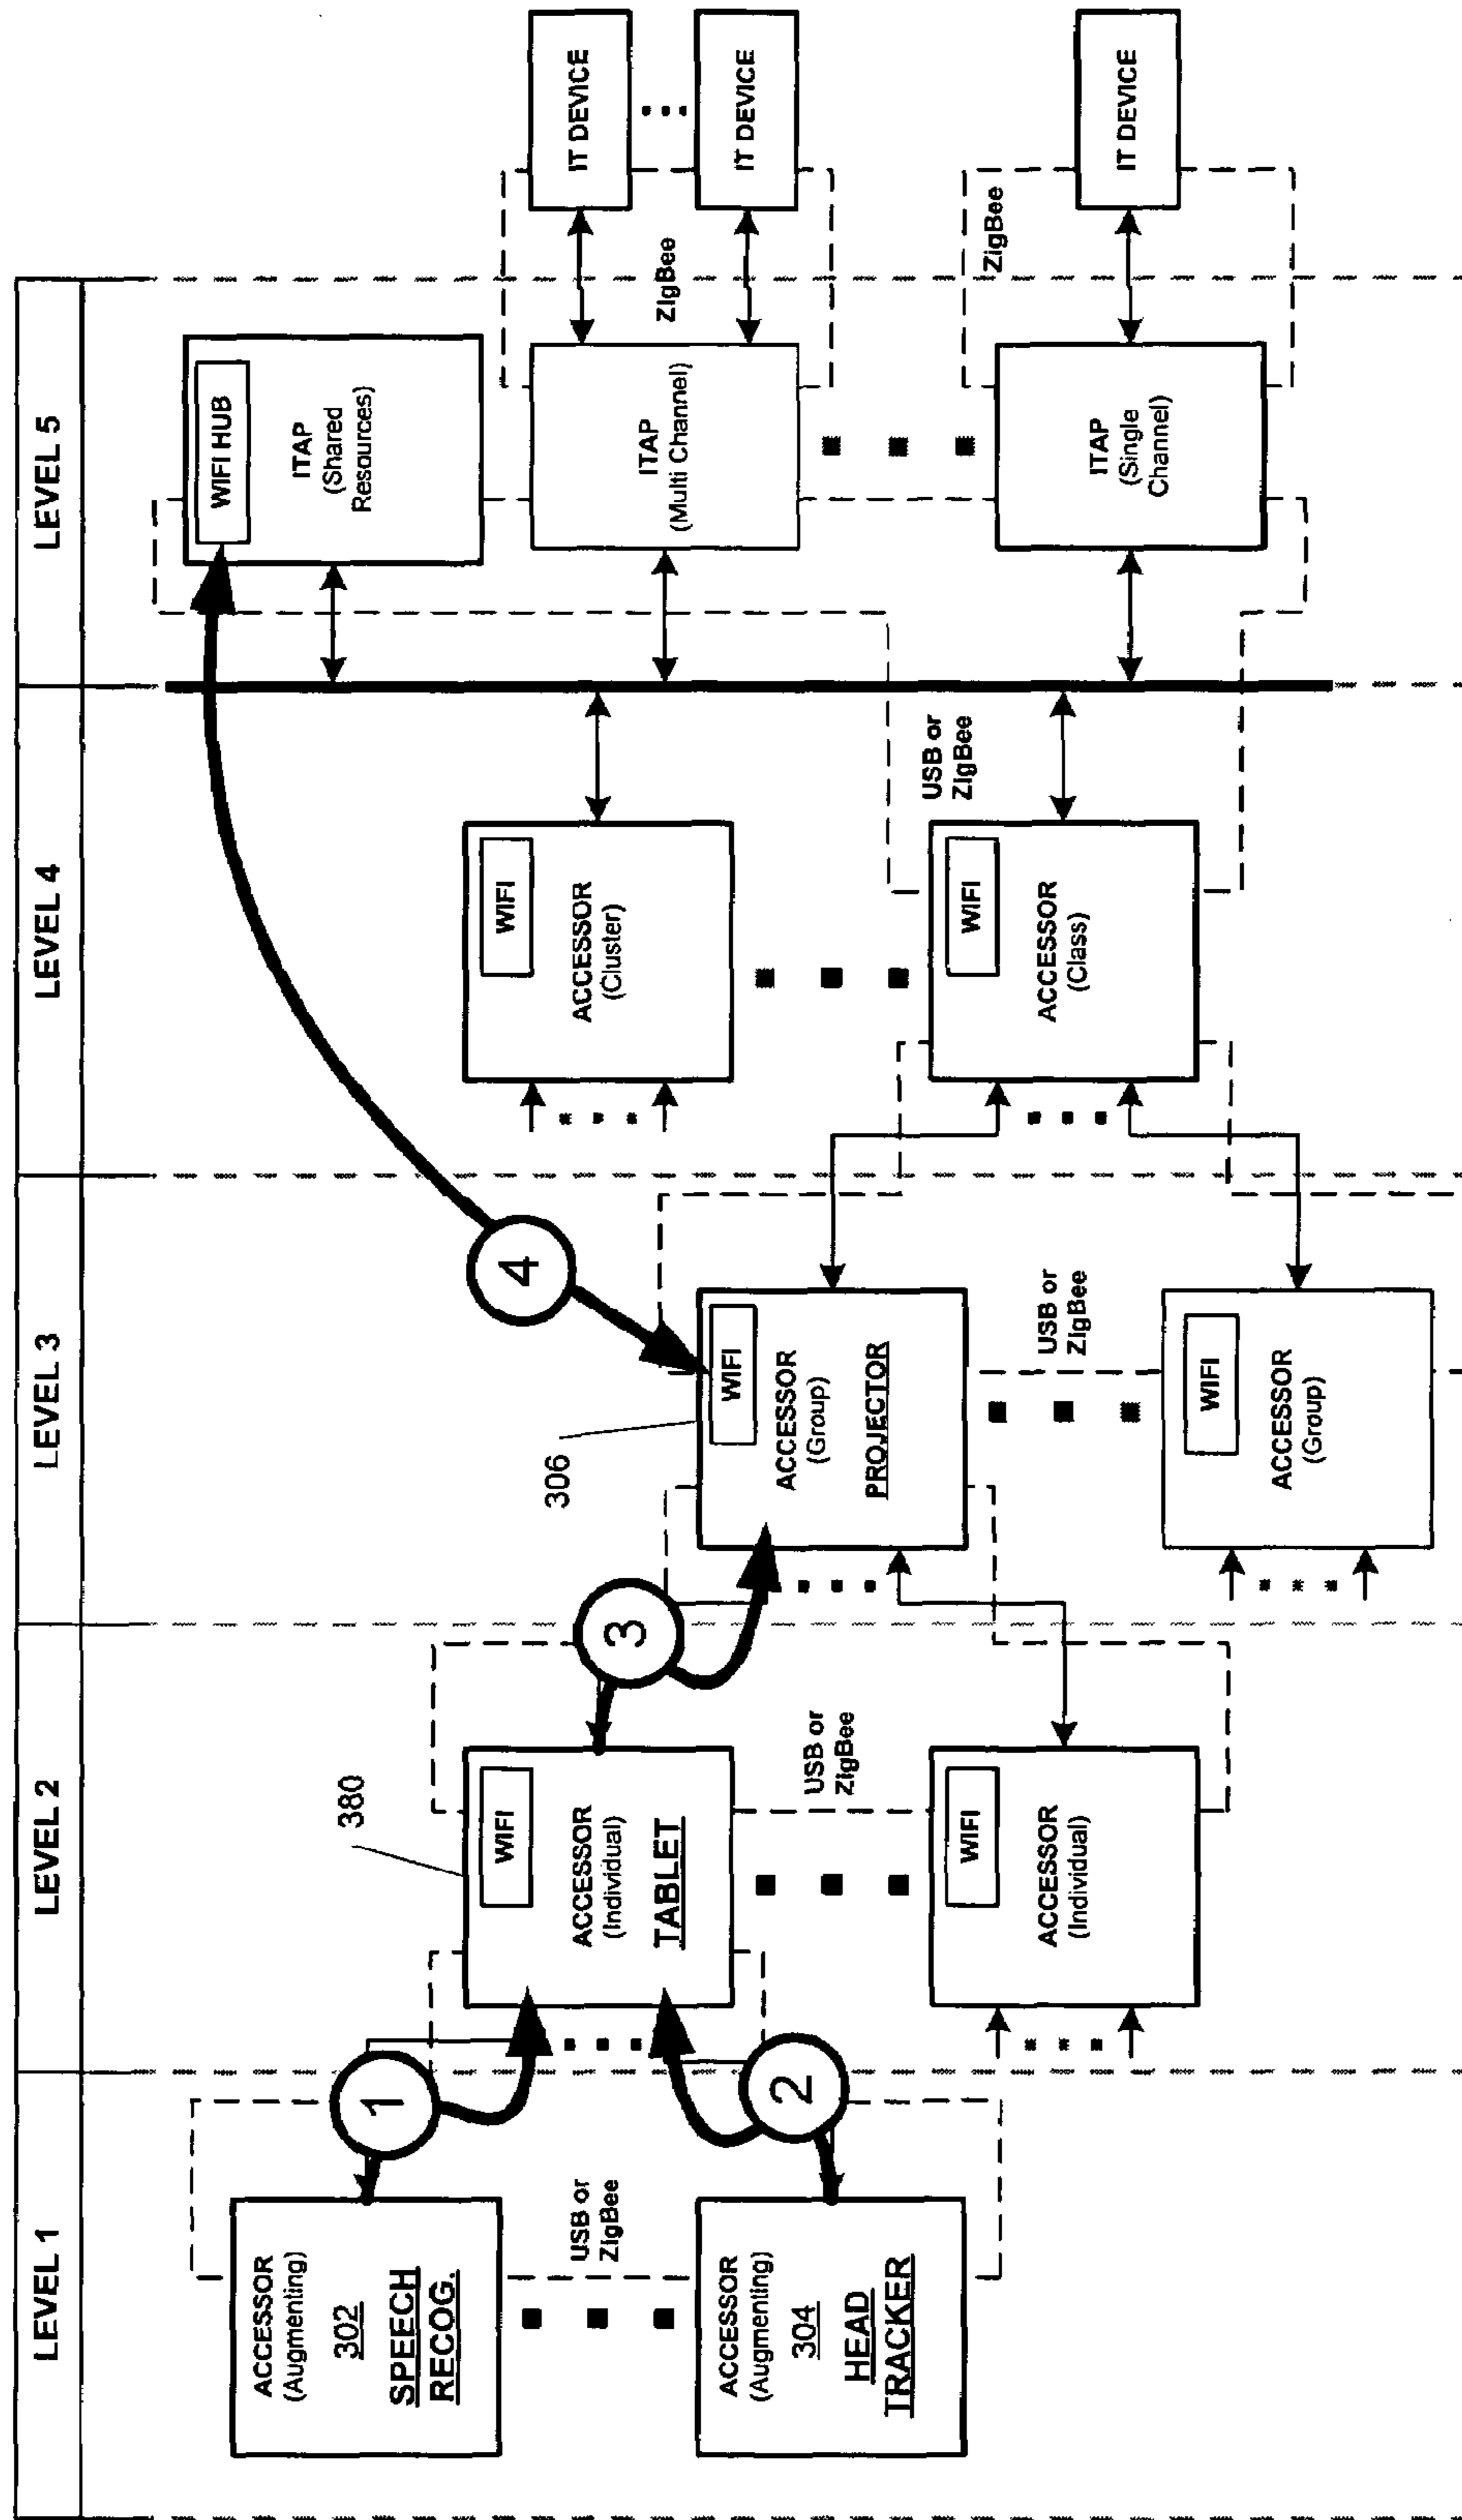 LEVEL 1
LEVEL 2
LEVEL 3
LEVEL 4
LEVEL 5
ACCESSOR
(Augmenting)
302
SPEECH
RECOG.
USB or
ZigBee
ACCESSOR
(Augmenting)
304
HEAD
TRACKER
1
2
380
WIFI
ACCESSOR
(Individual)
TABLET
USB or
ZigBee
WIFI
ACCESSOR
(Individual)
3
306
4
WIFI
ACCESSOR
(Group)
PROJECTOR
USB or
ZigBee
WIFI
ACCESSOR
(Group)
WIFI
ACCESSOR
(Cluster)
USB or
ZigBee
WIFI
ACCESSOR
(Class)
WIFI HUB
ITAP
(Shared
Resources)
ITAP
(Multi Channel)
ITAP
(Single
Channel)
ZigBee
ZigBee
IT DEVICE
IT DEVICE
IT DEVICE